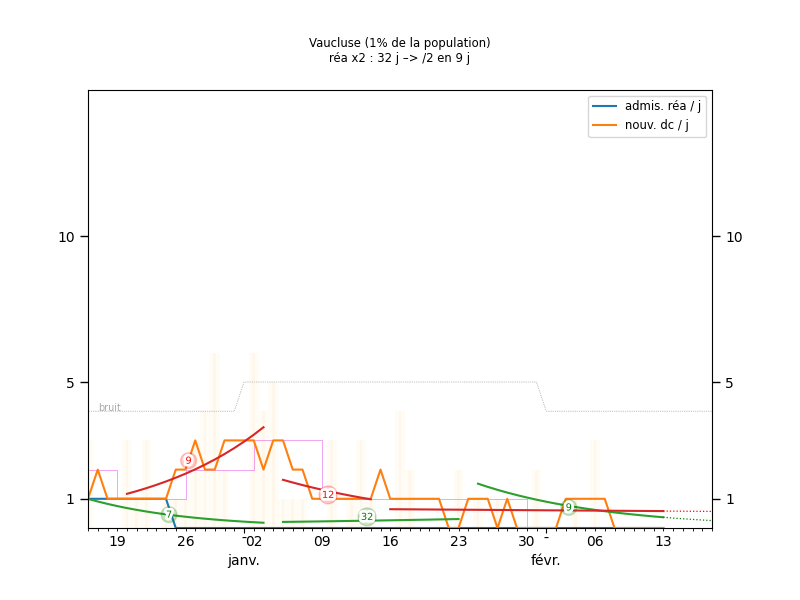 Vaucluse (1% de la population)
réa x2 : 32 j –> /2 en 9 j
admis. réa / j
nouv. dc / j
10
10
5
5
bruit
9
12
1
1
9
7
32
19
26
02
09
16
23
30
06
13
janv.
févr.